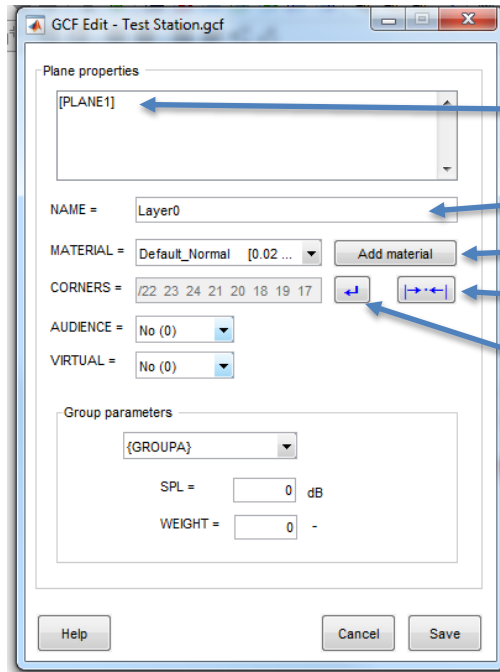 GCF Edit - Test Station.gcf
Plane properties
[PLANE1]
NAME = Layer0
MATERIAL = Default_Normal [0.02 ... Add material
CORNERS = /22 23 24 21 20 18 19 17
AUDIENCE = No (0)
VIRTUAL = No (0)
Group parameters
{GROUPA}
SPL = 0 dB
WEIGHT = 0 -
Help Cancel Save